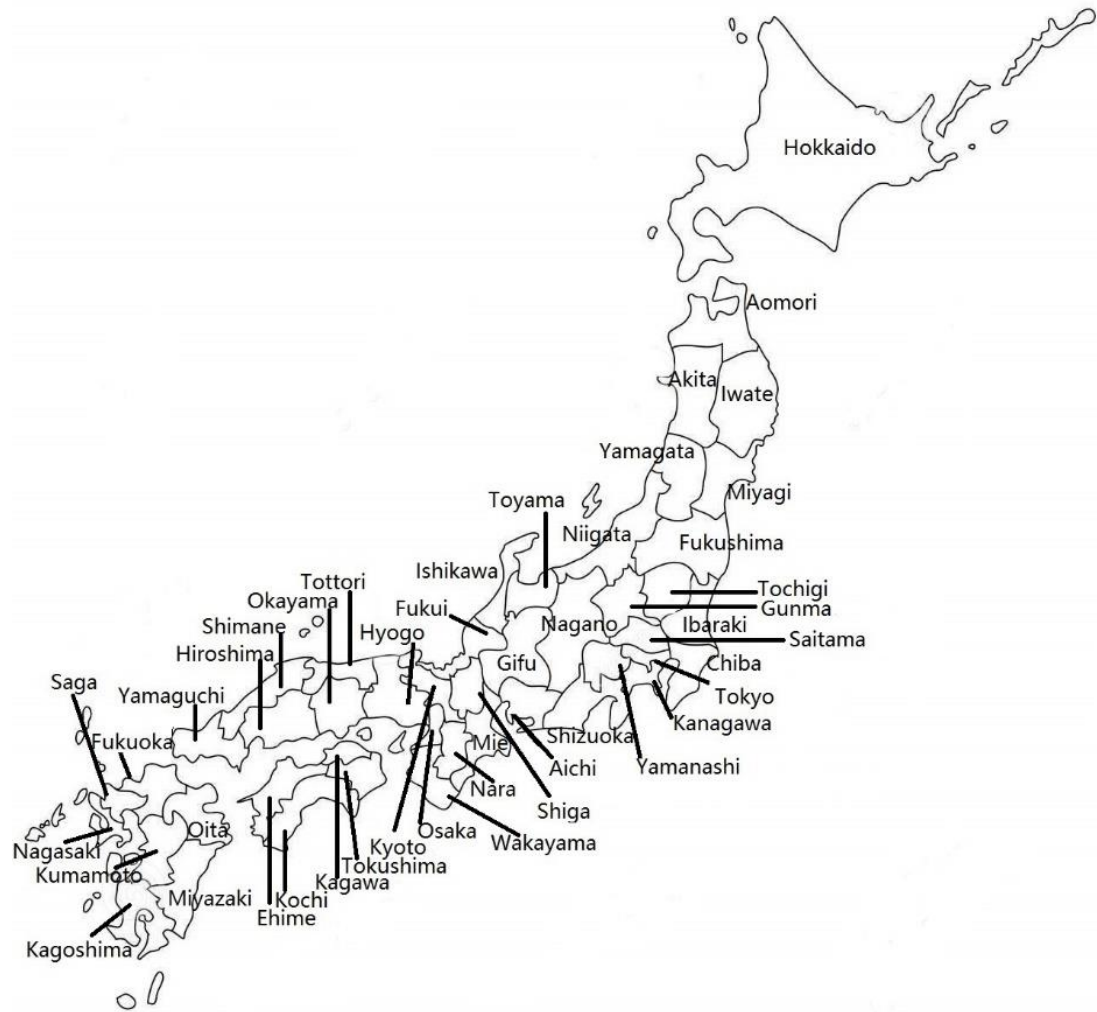 Hokkaido
Aomori
Akita
Iwate
Yamagata
Miyagi
Toyama
Niigata
Fukushima
Ishikawa
Tottori
Tochigi
Okayama
Fukui
Gunma
Shimane
Hyogo
Nagano
Ibaraki
Hiroshima
Saitama
Gifu
Chiba
Saga
Yamaguchi
Tokyo
Kanagawa
Fukuoka
Mie
Shizuoka
Aichi
Yamanashi
Nara
Shiga
Oita
Osaka
Wakayama
Nagasaki
Kyoto
Tokushima
Kumamoto
Kagawa
Miyazaki
Kochi
Ehime
Kagoshima